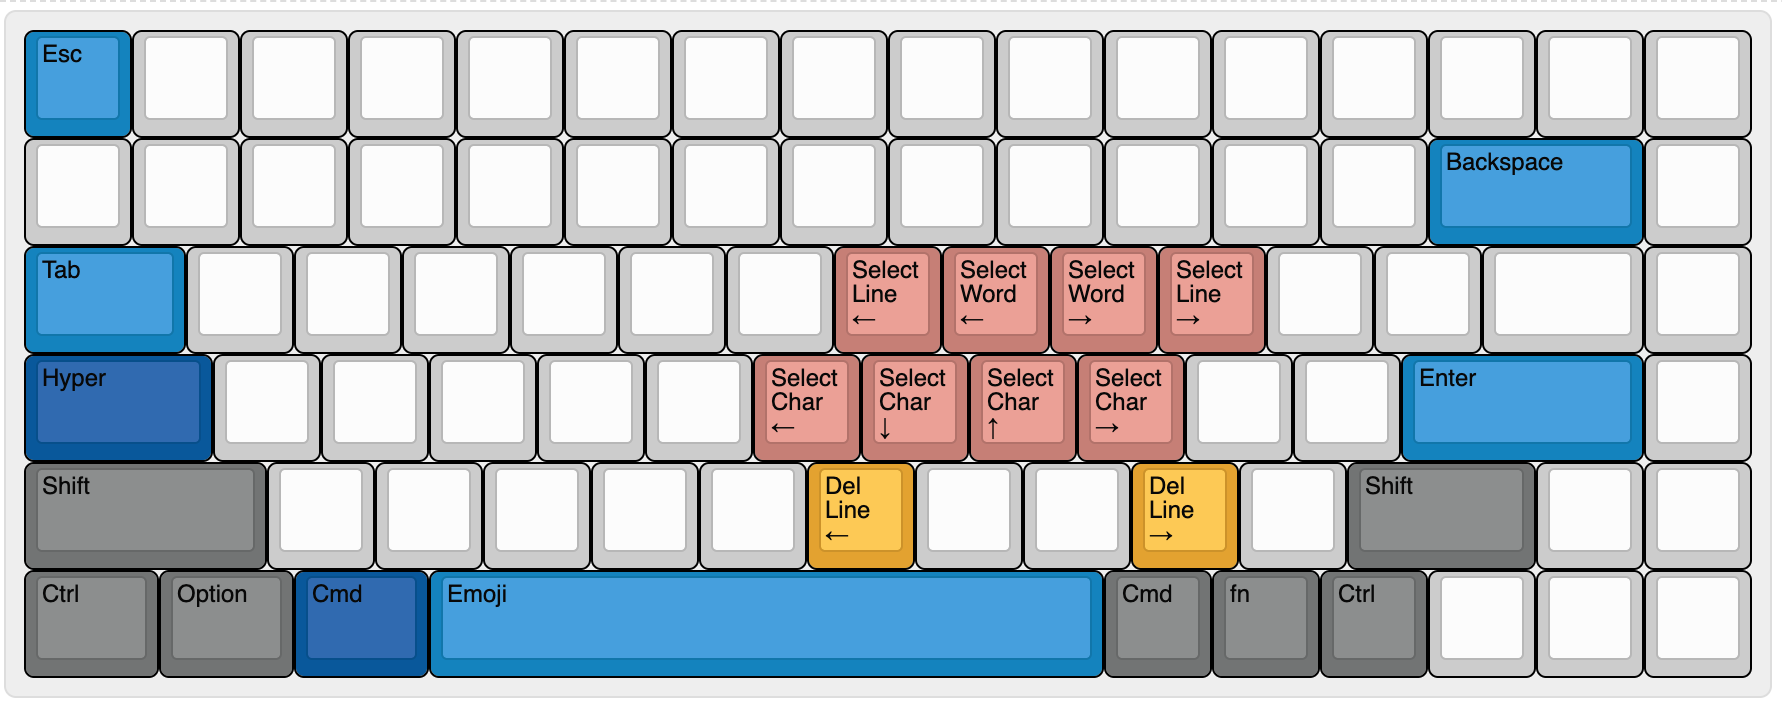 Esc
Backspace
Tab
Select
Line
←
Select
Word
←
Select
Word
→
Select
Line
→
Hyper
Select
Char
←
Select
Char
↓
Select
Char
↑
Select
Char
→
Enter
Shift
Del
Line
←
Del
Line
→
Shift
Ctrl
Option
Cmd
Emoji
Cmd
fn
Ctrl